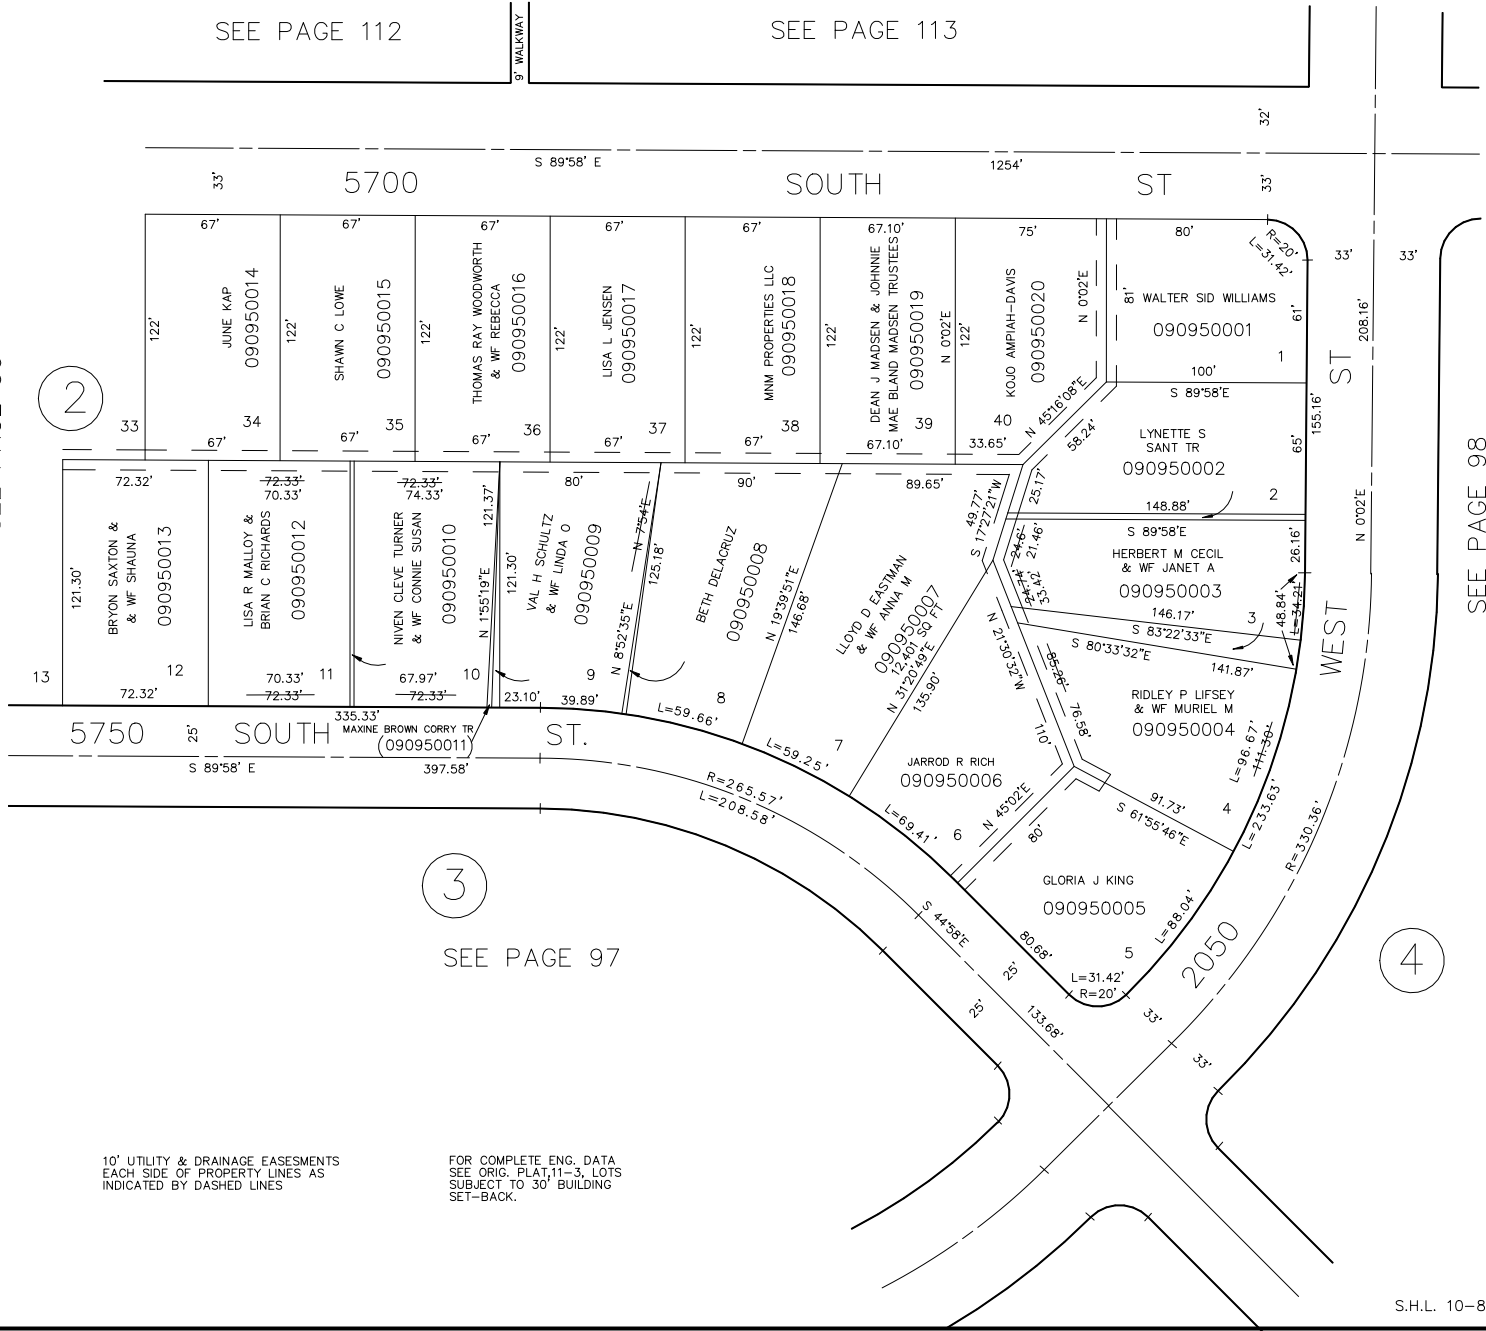 SEE PAGE 112
9' WALKWAY
SEE PAGE 113
32'
S 89°58' E
1254'
33'
5700
SOUTH
ST
33'
67'
67'
67'
67'
67'
67.10'
75'
80'
R=20'
L=31.42'
33'
33'
122'
JUNE KAP
090950014
34
67'
122'
SHAWN C LOWE
090950015
35
67'
122'
THOMAS RAY WOODWORTH
& WF REBECCA
090950016
36
67'
122'
LISA L JENSEN
090950017
37
67'
122'
MNM PROPERTIES LLC
090950018
38
67'
122'
DEAN J MADSEN & JOHNNIE
MAE BLAND MADSEN TRUSTEES
090950019
39
67.10'
N 0°02'E
122'
KOJO AMPIAH-DAVIS
090950020
40
33.65'
N 0°02'E
81'
WALTER SID WILLIAMS
090950001
1
61'
100'
S 89°58'E
208.16'
ST
155.16'
N 45°16'08"E
58.24'
LYNETTE S
SANT TR
090950002
2
65'
148.88'
25.17'
S 89°58'E
HERBERT M CECIL
& WF JANET A
090950003
3
26.16'
N 0°02'E
48.84'
L=34.21'
24.6'
21.46'
24.74'
33.42'
146.17'
S 83°22'33"E
S 80°33'32"E
141.87'
WEST
SEE PAGE 98
2
33
13
72.32'
121.30'
BRYON SAXTON &
& WF SHAUNA
090950013
12
72.32'
72.33'
70.33'
LISA R MALLOY &
BRIAN C RICHARDS
090950012
11
70.33'
72.33'
72.33'
74.33'
NIVEN CLEVE TURNER
& WF CONNIE SUSAN
090950010
10
67.97'
72.33'
121.37'
N 1°55'19"E
121.30'
80'
VAL H SCHULTZ
& WF LINDA O
090950009
9
23.10'
39.89'
N 7°54'E
125.18'
N 8°52'35"E
90'
BETH DELACRUZ
090950008
8
L=59.66'
N 19°39'51"E
146.68'
89.65'
49.77'
S 17°27'21"W
LLOYD D EASTMAN
& WF ANNA M
090950007
12,401 SQ FT
N 31°20'49"E
135.90'
7
L=59.25'
N 21°30'32"W
85.26'
76.58'
110'
JARROD R RICH
090950006
6
L=69.41'
N 45°02'E
80'
RIDLEY P LIFSEY
& WF MURIEL M
090950004
4
L=96.67'
111.30'
91.73'
S 61°55'46"E
L=233.63'
R=330.36'
GLORIA J KING
090950005
5
L=88.04'
80.68'
L=31.42'
R=20'
2050
33'
33'
5750
25'
SOUTH
335.33'
MAXINE BROWN CORRY TR
(090950011)
ST.
S 89°58' E
397.58'
R=265.57'
L=208.58'
S 44°58'E
25'
25'
133.68'
3
SEE PAGE 97
4
10' UTILITY & DRAINAGE EASESMENTS
EACH SIDE OF PROPERTY LINES AS
INDICATED BY DASHED LINES
FOR COMPLETE ENG. DATA
SEE ORIG. PLAT,11-3, LOTS
SUBJECT TO 30' BUILDING
SET-BACK.
S.H.L. 10-8